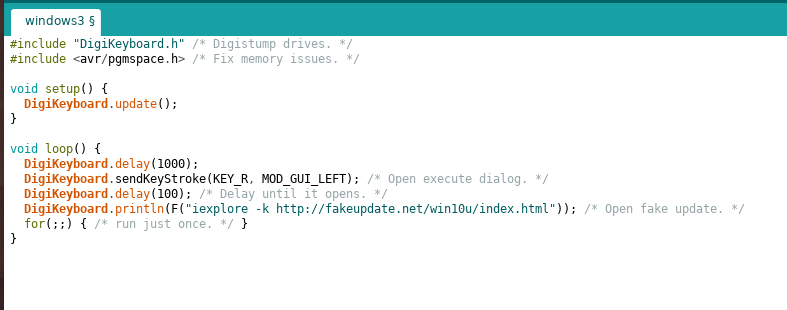 windows3 §
#include "DigiKeyboard.h" /* Digistump drives. */
#include <avr/pgmspace.h> /* Fix memory issues. */
void setup() {
  DigiKeyboard.update();
}
void loop() {
  DigiKeyboard.delay(1000);
  DigiKeyboard.sendKeyStroke(KEY_R, MOD_GUI_LEFT); /* Open execute dialog. */
  DigiKeyboard.delay(100); /* Delay until it opens. */
  DigiKeyboard.println(F("iexplore -k http://fakeupdate.net/win10u/index.html")); /* Open fake update. */
  for(;;) { /* run just once. */ }
}